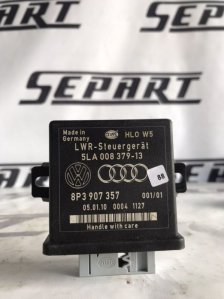 SEPART
SEPART
Made in
Germany
HLO W5
LWR-Steuergerät
5LA 008 379-13
88
8P3 907 357
001/01
05.01.10 0004 1127
Handle with care